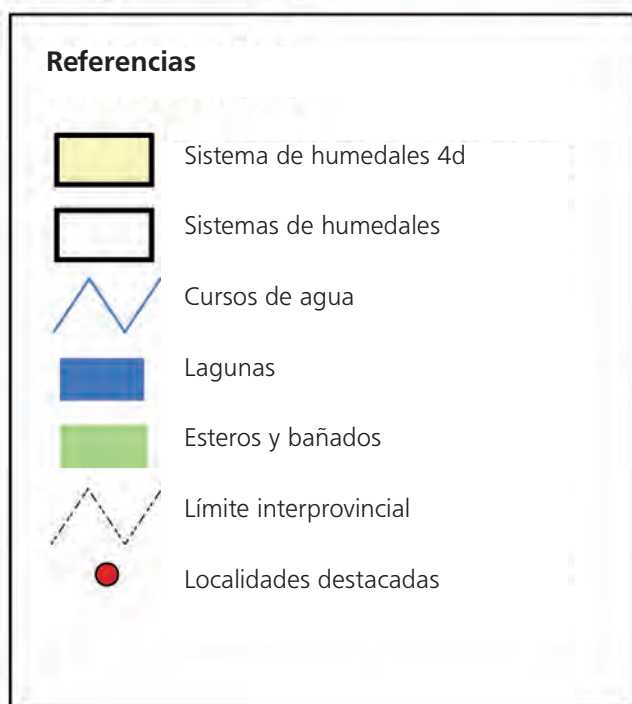 Referencias
Sistema de humedales 4d
Sistemas de humedales
Cursos de agua
Lagunas
Esteros y bañados
Límite interprovincial
Localidades destacadas